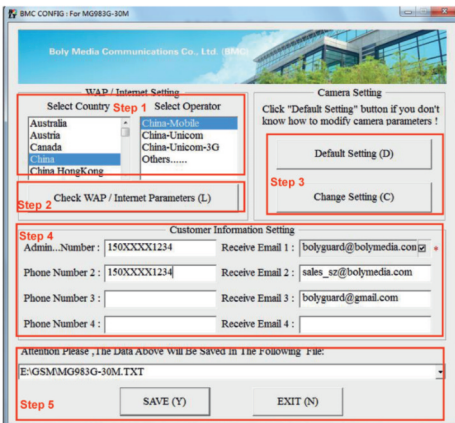 BMC CONFIG : For MG983G-30M
Boly Media Communications Co., Ltd. (BMC)
WAP / Internet Setting
Select Country Step 1 Select Operator
Australia
Austria
Canada
China
China HongKong
China-Mobile
China-Unicom
China-Unicom-3G
Others......
Step 2
Check WAP / Internet Parameters (L)
Camera Setting
Click "Default Setting" button if you don't
know how to modify camera parameters !
Default Setting (D)
Step 3
Change Setting (C)
Step 4
Customer Information Setting
Admin...Number : 150XXXX1234 Receive Email 1 : bolyguard@bolymedia.com *
Phone Number 2 : 150XXXX1234 Receive Email 2 : sales_sz@bolymedia.com
Phone Number 3 : Receive Email 3 : bolyguard@gmail.com
Phone Number 4 : Receive Email 4 :
Attention Please ,The Data Above Will Be Saved In The Following File:
E:\GSM\MG983G-30M.TXT
Step 5 SAVE (Y) EXIT (N)